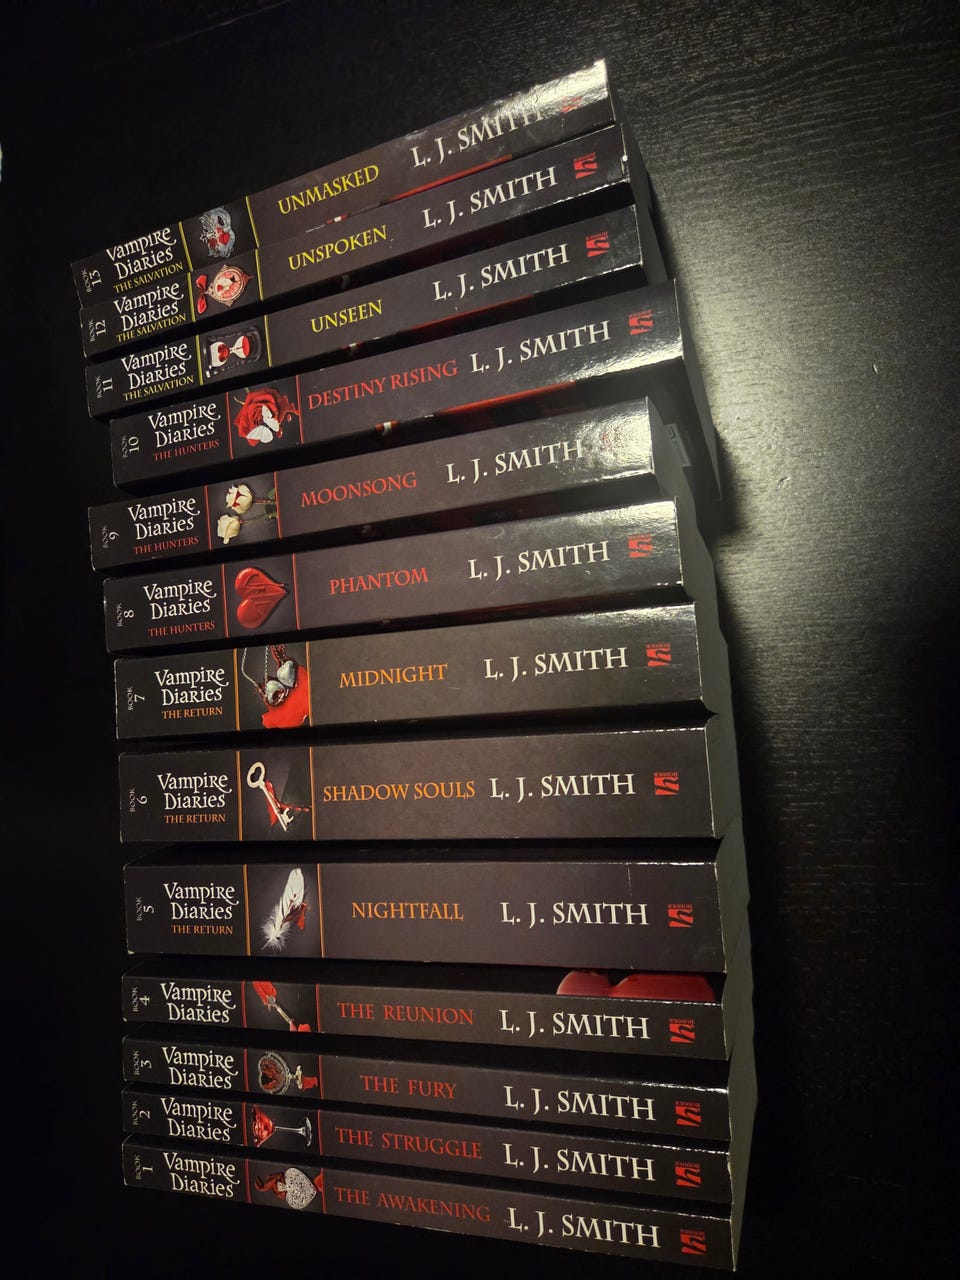 BOOK
13
Vampire
Diaries
THE SALVATION
UNMASKED
L. J. SMITH
BOOK
12
Vampire
Diaries
THE SALVATION
UNSPOKEN
L. J. SMITH
BOOK
11
Vampire
Diaries
THE SALVATION
UNSEEN
L. J. SMITH
BOOK
10
Vampire
Diaries
THE HUNTERS
DESTINY RISING
L. J. SMITH
BOOK
9
Vampire
Diaries
THE HUNTERS
MOONSONG
L. J. SMITH
BOOK
8
Vampire
Diaries
THE HUNTERS
PHANTOM
L. J. SMITH
BOOK
7
Vampire
Diaries
THE RETURN
MIDNIGHT
L. J. SMITH
BOOK
6
Vampire
Diaries
THE RETURN
SHADOW SOULS
L. J. SMITH
BOOK
5
Vampire
Diaries
THE RETURN
NIGHTFALL
L. J. SMITH
BOOK
4
Vampire
Diaries
THE REUNION
L. J. SMITH
BOOK
3
Vampire
Diaries
THE FURY
L. J. SMITH
BOOK
2
Vampire
Diaries
THE STRUGGLE
L. J. SMITH
BOOK
1
Vampire
Diaries
THE AWAKENING
L. J. SMITH